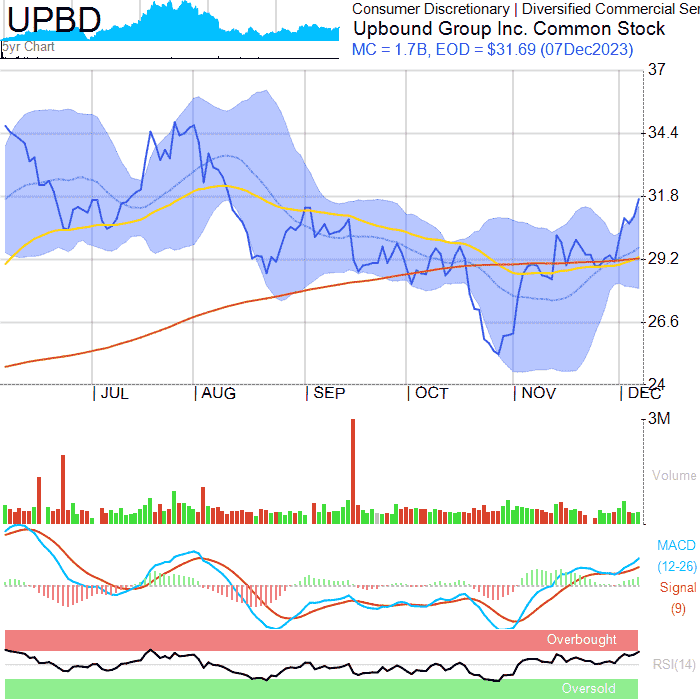 UPBD
5yr Chart
Consumer Discretionary | Diversified Commercial Ser
Upbound Group Inc. Common Stock
MC = 1.7B, EOD = $31.69 (07Dec2023)
37
34.4
31.8
29.2
26.6
24
JUL AUG SEP OCT NOV DEC
3M
Volume
MACD
(12-26)
Signal
(9)
Overbought
RSI(14)
Oversold